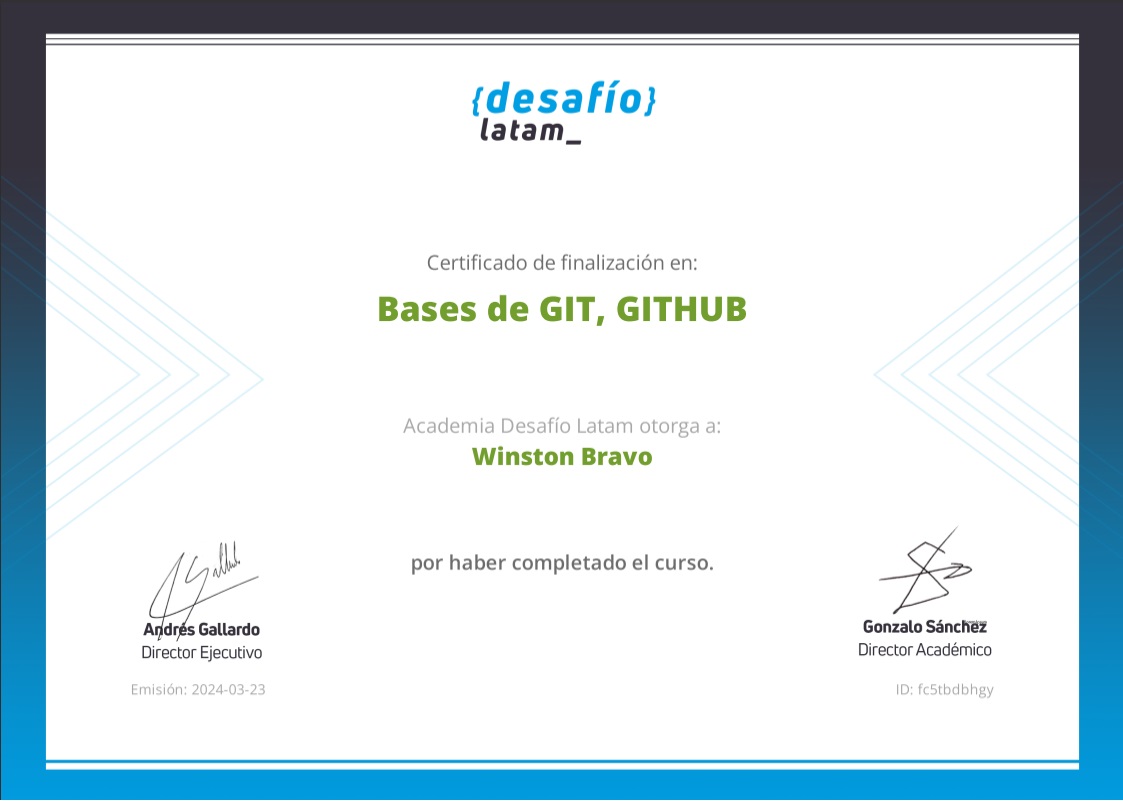 {desafío}
latam_
Certificado de finalización en:
Bases de GIT, GITHUB
Academia Desafío Latam otorga a:
Winston Bravo
por haber completado el curso.
Andrés Gallardo
Director Ejecutivo
Emisión: 2024-03-23
Gonzalo Sánchez
Director Académico
ID: fc5tbdbhgy